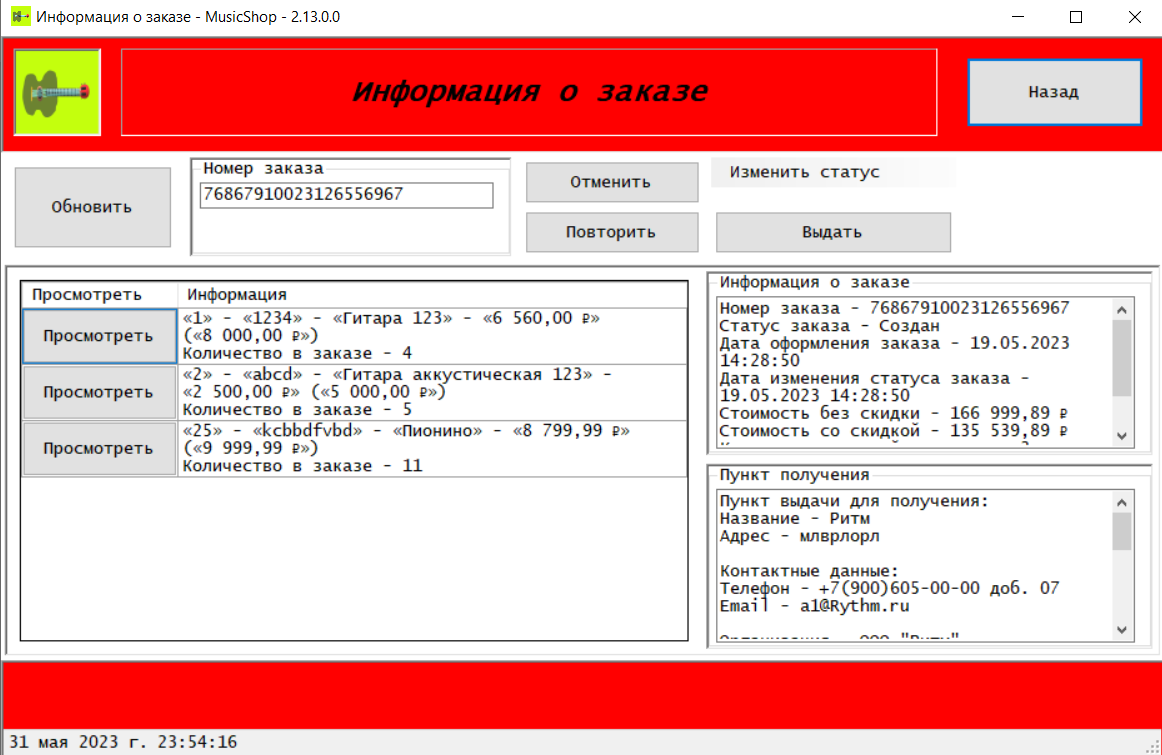 Информация о заказе - MusicShop - 2.13.0.0
Информация о заказе
Назад
Обновить
Номер заказа
76867910023126556967
Отменить
Повторить
Изменить статус
Выдать
Просмотреть
Информация
Просмотреть
«1» - «1234» - «Гитара 123» - «6 560,00 ₽»
(«8 000,00 ₽»)
Количество в заказе - 4
Просмотреть
«2» - «abcd» - «Гитара аккустическая 123» -
«2 500,00 ₽» («5 000,00 ₽»)
Количество в заказе - 5
Просмотреть
«25» - «kcbbdfvbd» - «Пионино» - «8 799,99 ₽»
(«9 999,99 ₽»)
Количество в заказе - 11
Информация о заказе
Номер заказа - 76867910023126556967
Статус заказа - Создан
Дата оформления заказа - 19.05.2023
14:28:50
Дата изменения статуса заказа -
19.05.2023 14:28:50
Стоимость без скидки - 166 999,89 ₽
Стоимость со скидкой - 135 539,89 ₽
Пункт получения
Пункт выдачи для получения:
Название - Ритм
Адрес - млврлорл
Контактные данные:
Телефон - +7(900)605-00-00 доб. 07
Email - a1@Rythm.ru
Организация - ООО "Ритм"
31 мая 2023 г. 23:54:16